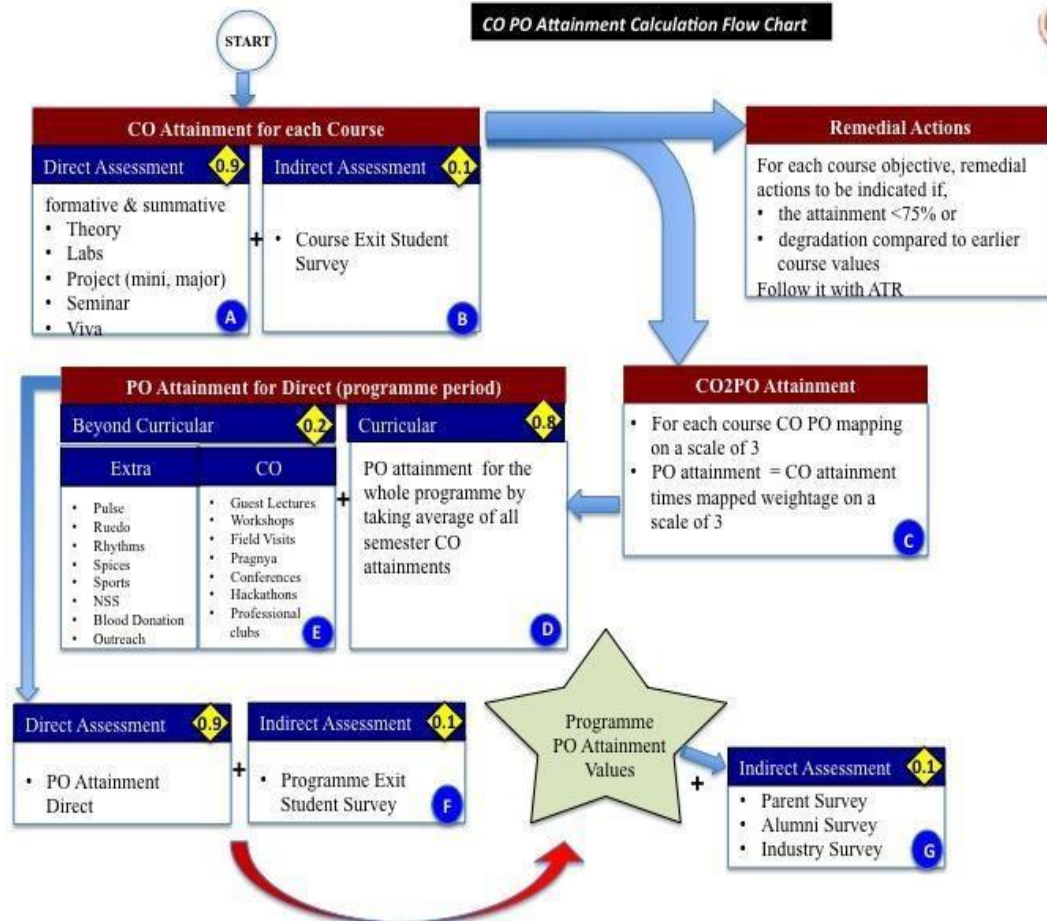 CO PO Attainment Calculation Flow Chart
START
CO Attainment for each Course
Direct Assessment
0.9
formative & summative
• Theory
• Labs
• Project (mini, major)
• Seminar
• Viva
A
+
Indirect Assessment
0.1
• Course Exit Student
Survey
B
Remedial Actions
For each course objective, remedial
actions to be indicated if,
• the attainment <75% or
• degradation compared to earlier
course values
Follow it with ATR
CO2PO Attainment
• For each course CO PO mapping
on a scale of 3
• PO attainment = CO attainment
times mapped weightage on a
scale of 3
C
PO Attainment for Direct (programme period)
Beyond Curricular
0.2
Extra
• Pulse
• Ruedo
• Rhythms
• Spices
• Sports
• NSS
• Blood Donation
• Outreach
CO
• Guest Lectures
• Workshops
• Field Visits
• Pragnya
• Conferences
• Hackathons
• Professional
clubs
E
+
Curricular
0.8
PO attainment for the
whole programme by
taking average of all
semester CO
attainments
D
Direct Assessment
0.9
• PO Attainment
Direct
+
Indirect Assessment
0.1
• Programme Exit
Student Survey
F
Programme
PO Attainment
Values
+
Indirect Assessment
0.1
• Parent Survey
• Alumni Survey
• Industry Survey
G